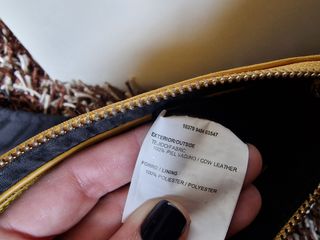 EXTERIOR/OUTSIDE
TEJIDO/FABRIC
100% PIEL VACUNO / COW LEATHER
FORRO / LINING
100% POLIESTER / POLYESTER